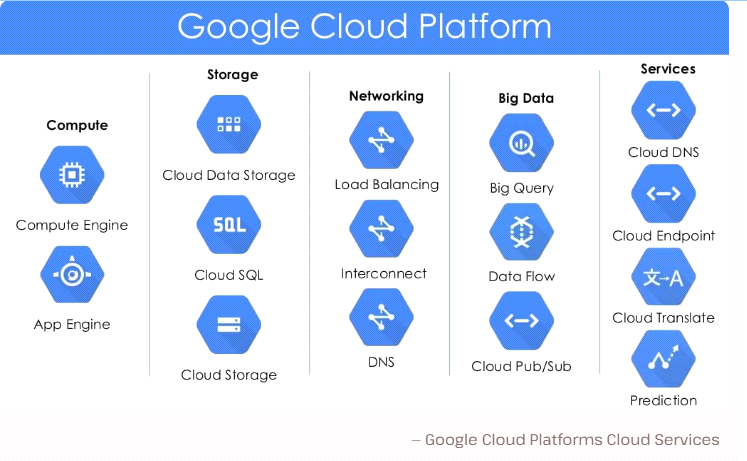 Google Cloud Platform
Compute
Compute Engine
App Engine
Storage
Cloud Data Storage
SQL
Cloud SQL
Cloud Storage
Networking
Load Balancing
Interconnect
DNS
Big Data
Big Query
Data Flow
Cloud Pub/Sub
Services
Cloud DNS
Cloud Endpoint
文→A
Cloud Translate
Prediction
– Google Cloud Platforms Cloud Services